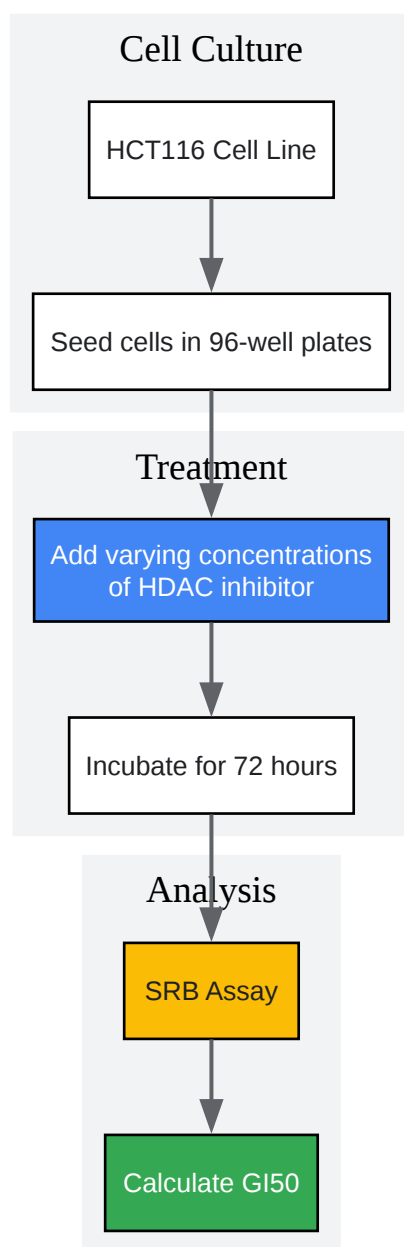 Cell Culture
HCT116 Cell Line
Seed cells in 96-well plates
Treatment
Add varying concentrations
of HDAC inhibitor
Incubate for 72 hours
Analysis
SRB Assay
Calculate GI50